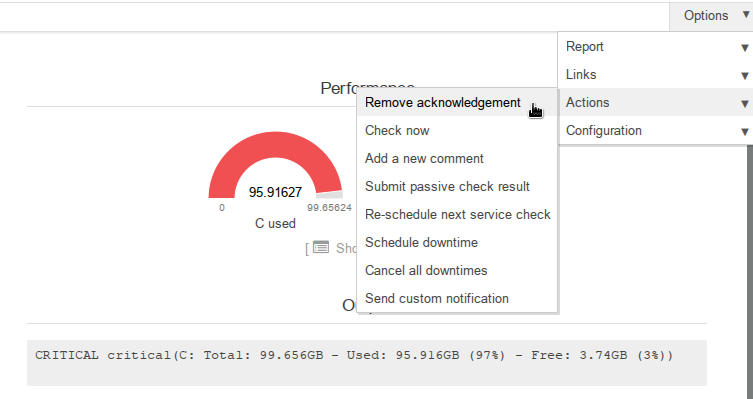 Options
Report
Links
Actions
Configuration
Performance
Remove acknowledgement
Check now
Add a new comment
Submit passive check result
Re-schedule next service check
Schedule downtime
Cancel all downtimes
Send custom notification
95.91627
0 99.65624
C used
[
CRITICAL critical(C: Total: 99.656GB - Used: 95.916GB (97%) - Free: 3.74GB (3%))